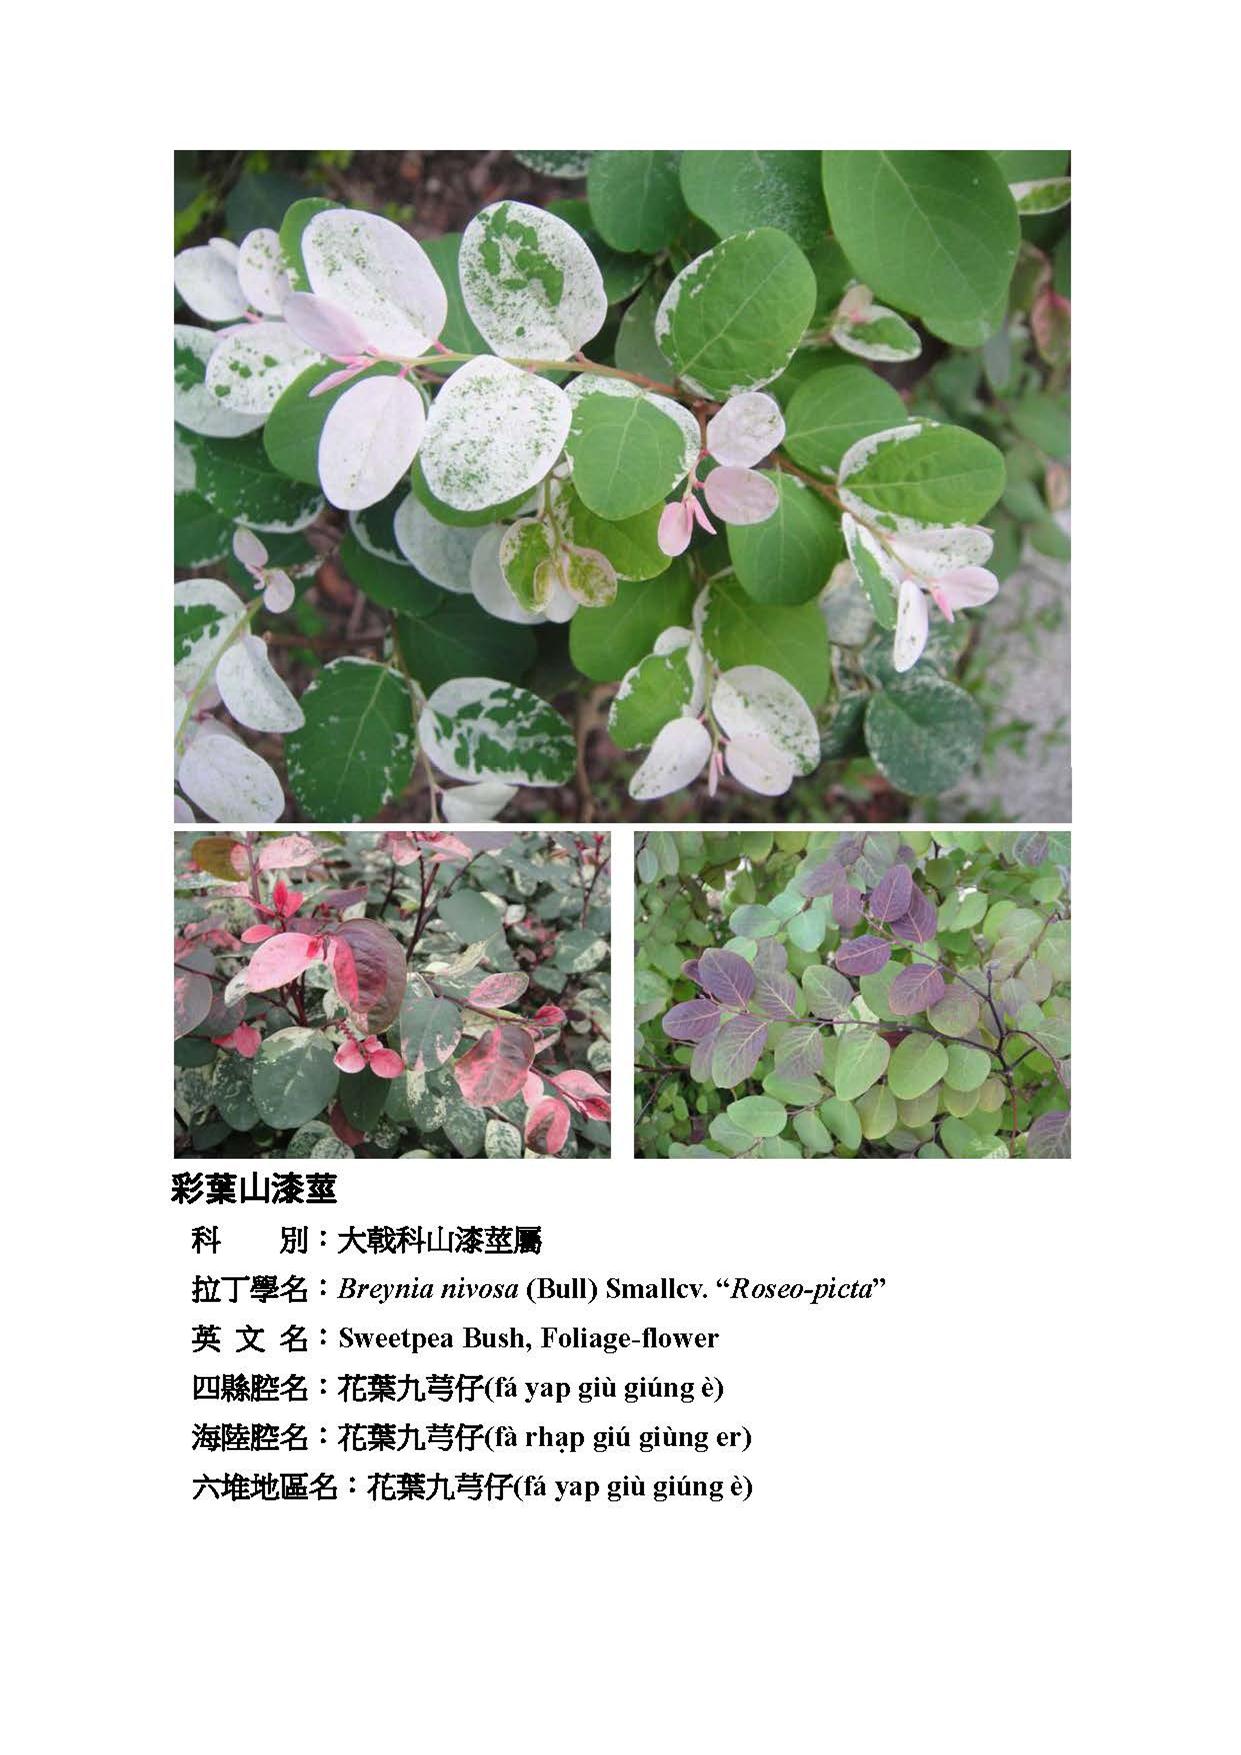 彩葉山漆莖
科　　別：大戟科山漆莖屬
拉丁學名：Breynia nivosa (Bull) Smallcv. “Roseo-picta”
英 文 名：Sweetpea Bush, Foliage-flower
四縣腔名：花葉九芎仔(fá yap giù giúng è)
海陸腔名：花葉九芎仔(fà rha̠p giú giùng er)
六堆地區名：花葉九芎仔(fá yap giù giúng è)